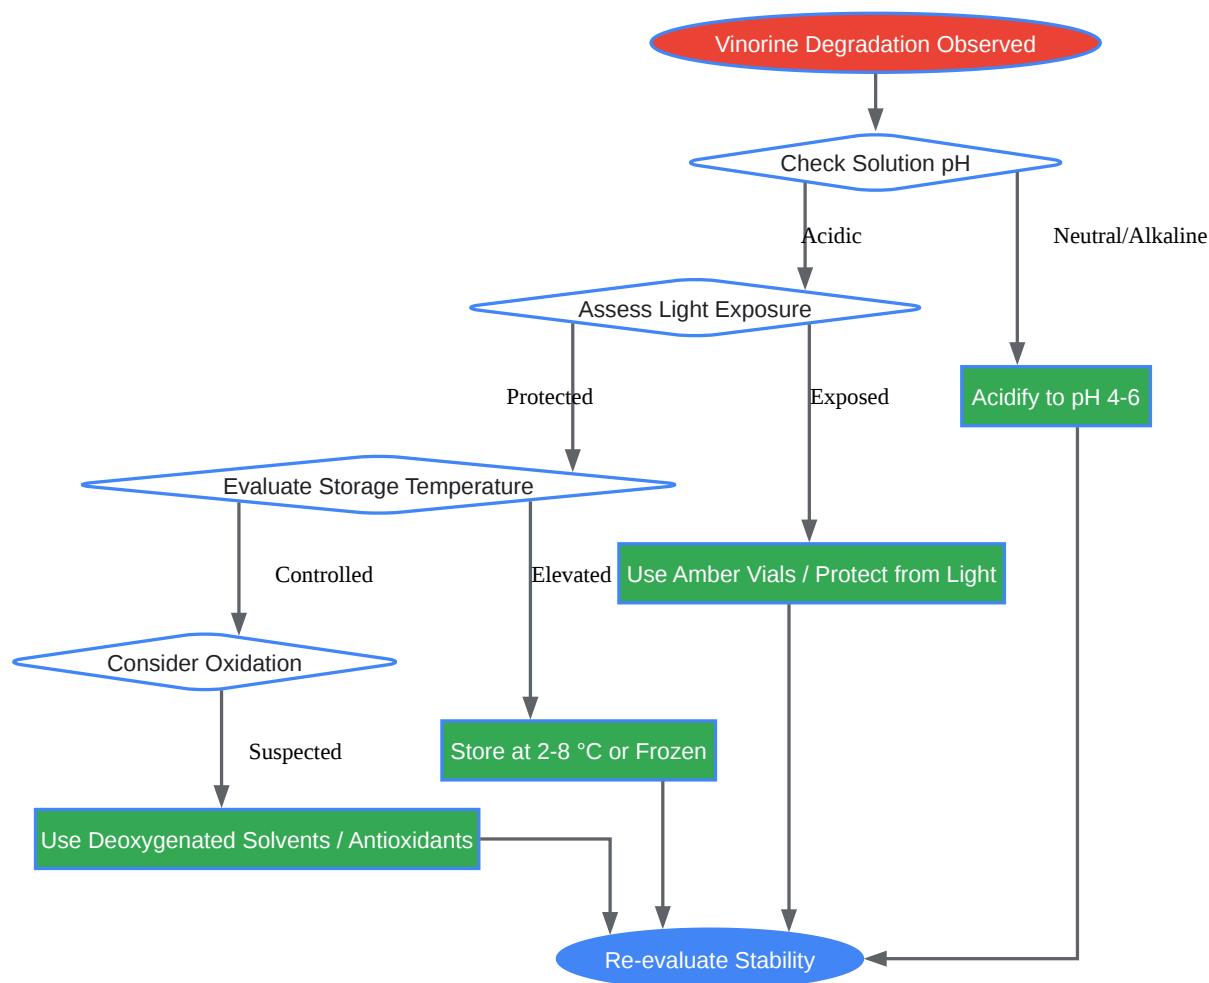 Vinorine Degradation Observed
Check Solution pH
Acidic
Neutral/Alkaline
Assess Light Exposure
Protected
Exposed
Acidify to pH 4-6
Evaluate Storage Temperature
Controlled
Elevated
Use Amber Vials / Protect from Light
Consider Oxidation
Suspected
Store at 2-8 °C or Frozen
Use Deoxygenated Solvents / Antioxidants
Re-evaluate Stability